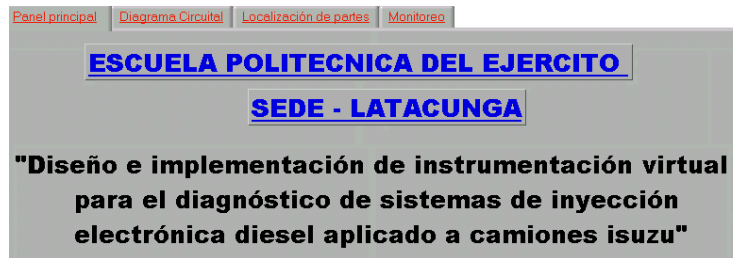 Panel principal Diagrama Circuital Localización de partes Monitoreo
ESCUELA POLITECNICA DEL EJERCITO
SEDE - LATACUNGA
"Diseño e implementación de instrumentación virtual
para el diagnóstico de sistemas de inyección
electrónica diesel aplicado a camiones isuzu"